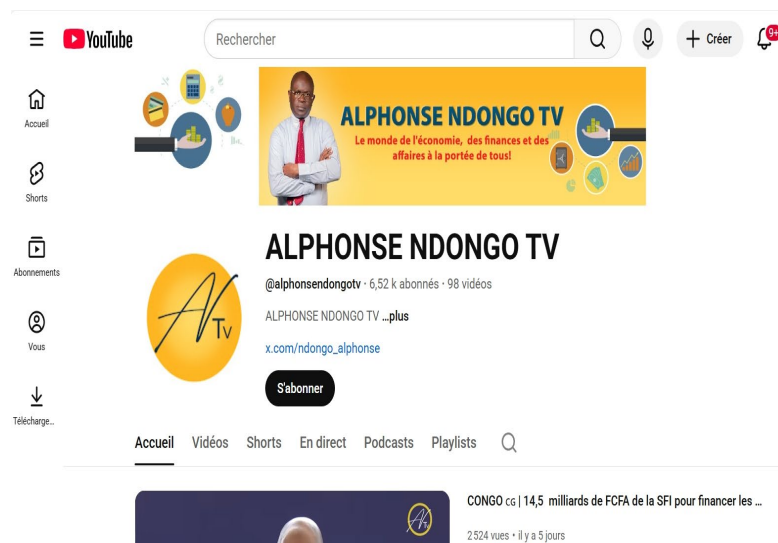 YouTube
Rechercher
Créer
9+
Accueil
Shorts
Abonnements
Vous
Télécharge...
ALPHONSE NDONGO TV
Le monde de l'économie, des finances et des
affaires à la portée de tous!
TV
ALPHONSE NDONGO TV
@alphonsendongotv · 6,52 k abonnés · 98 vidéos
ALPHONSE NDONGO TV ...plus
x.com/ndongo_alphonse
S'abonner
Accueil Vidéos Shorts En direct Podcasts Playlists
CONGO CG | 14,5 milliards de FCFA de la SFI pour financer les ...
2 524 vues • il y a 5 jours